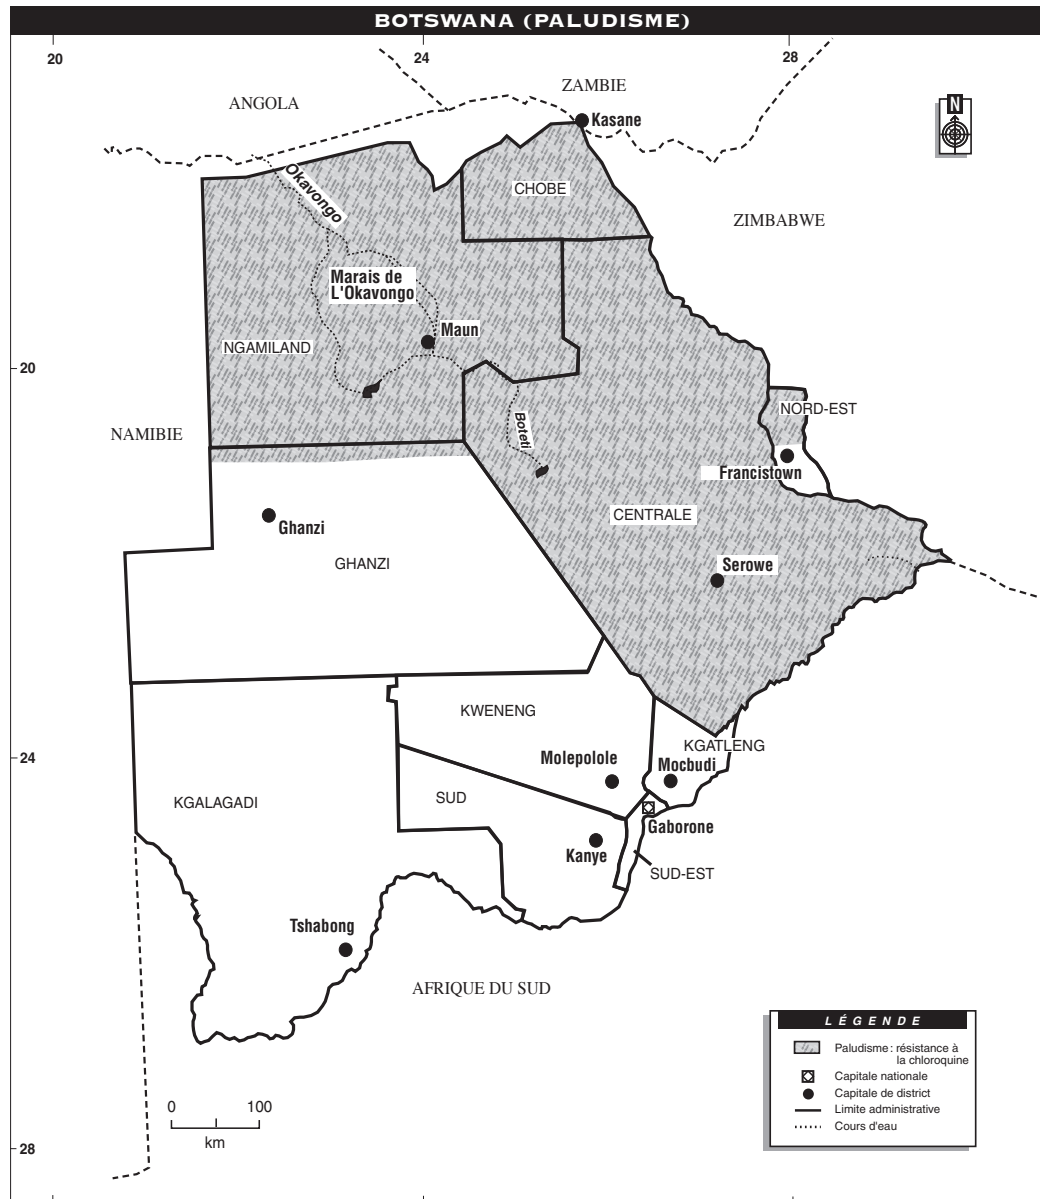 BOTSWANA (PALUDISME)
20
24
28
ZAMBIE
ANGOLA
Kasane
N
Okavongo
CHOBE
ZIMBABWE
Marais de
L'Okavongo
Maun
NGAMILAND
20
NORD-EST
Boteti
NAMIBIE
Francistown
CENTRALE
Ghanzi
GHANZI
Serowe
KWENENG
KGATLENG
24
Molepolole
Mocbudi
KGALAGADI
SUD
Gaborone
Kanye
SUD-EST
Tshabong
AFRIQUE DU SUD
LÉGENDE
Paludisme : résistance à
la chloroquine
Capitale nationale
Capitale de district
Limite administrative
Cours d'eau
0 100
km
28